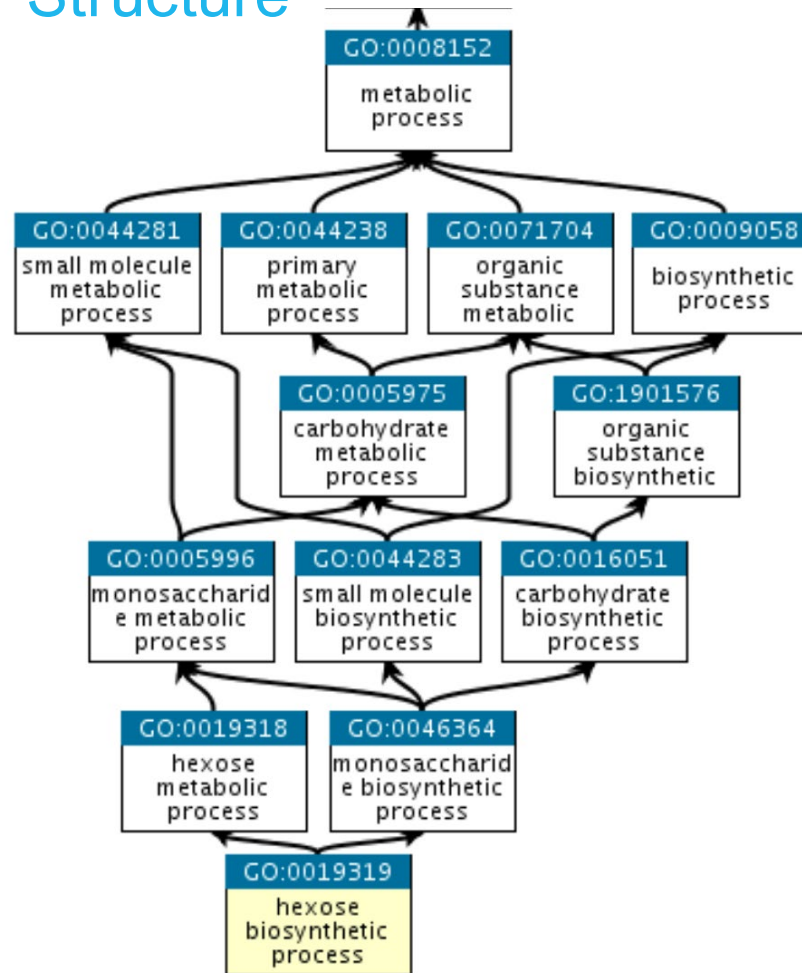 Structure
GO:0008152
metabolic
process
GO:0044281
small molecule
metabolic
process
GO:0044238
primary
metabolic
process
GO:0071704
organic
substance
metabolic
GO:0009058
biosynthetic
process
GO:0005975
carbohydrate
metabolic
process
GO:1901576
organic
substance
biosynthetic
GO:0005996
monosaccharid
e metabolic
process
GO:0044283
small molecule
biosynthetic
process
GO:0016051
carbohydrate
biosynthetic
process
GO:0019318
hexose
metabolic
process
GO:0046364
monosaccharid
e biosynthetic
process
GO:0019319
hexose
biosynthetic
process